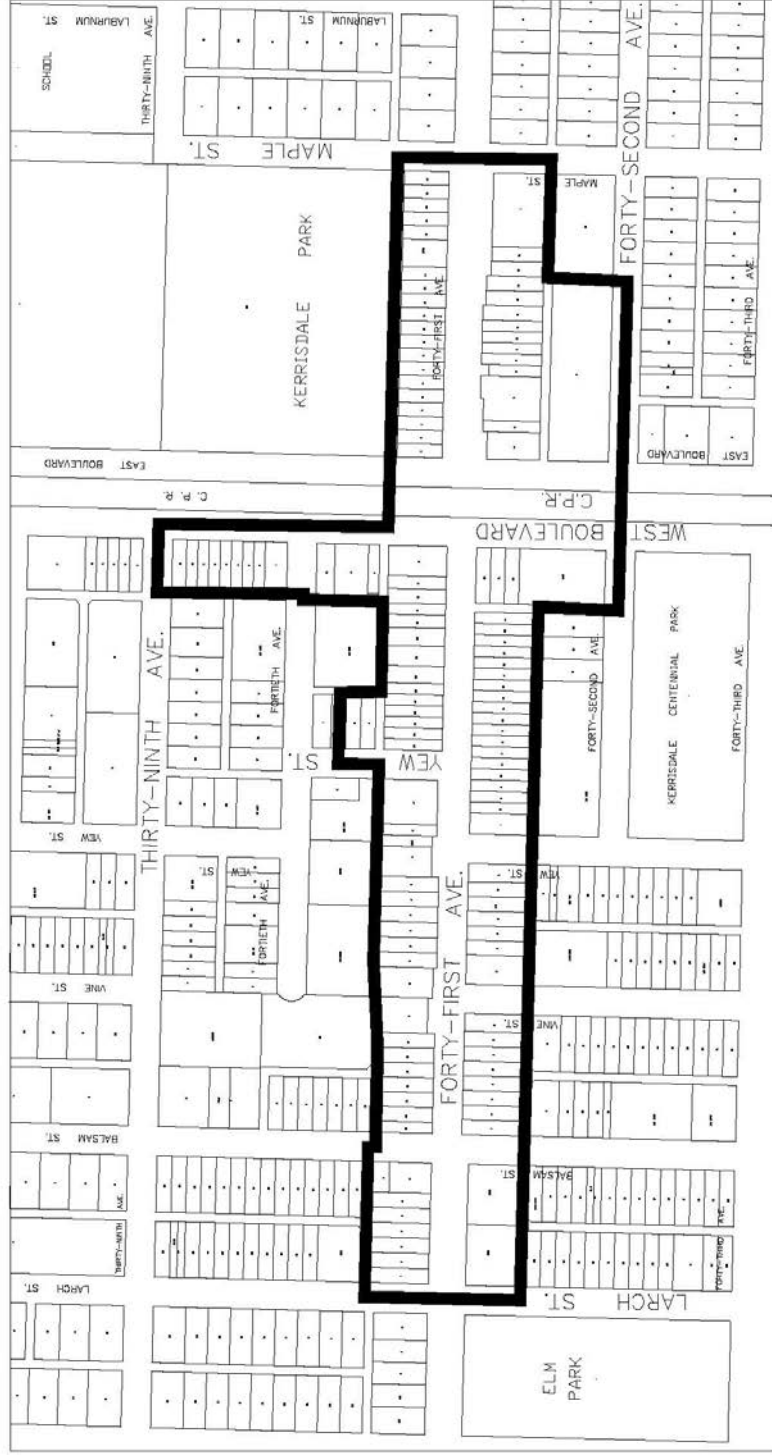 LABURNUM ST.
SCHOOL
THIRTY-NINTH AVE.
LABURNUM ST.
MAPLE ST.
FORTY-SECOND AVE.
KERRISDALE PARK
MAPLE ST.
FORTY-FIRST AVE.
FORTY-THIRD AVE.
EAST BOULEVARD
EAST BOULEVARD
C.P.R.
C.P.R.
WEST BOULEVARD
THIRTY-NINTH AVE.
FORTIETH AVE.
FORTY-SECOND AVE.
KERRISDALE CENTENNIAL PARK
FORTY-THIRD AVE.
YEW ST.
YEW ST.
YEW ST.
YEW ST.
FORTIETH AVE.
FORTY-FIRST AVE.
VINE ST.
VINE ST.
BALSAM ST.
BALSAM ST.
THIRTY-NINTH AVE.
FORTY-THIRD AVE.
LARCH ST.
LARCH ST.
ELM
PARK